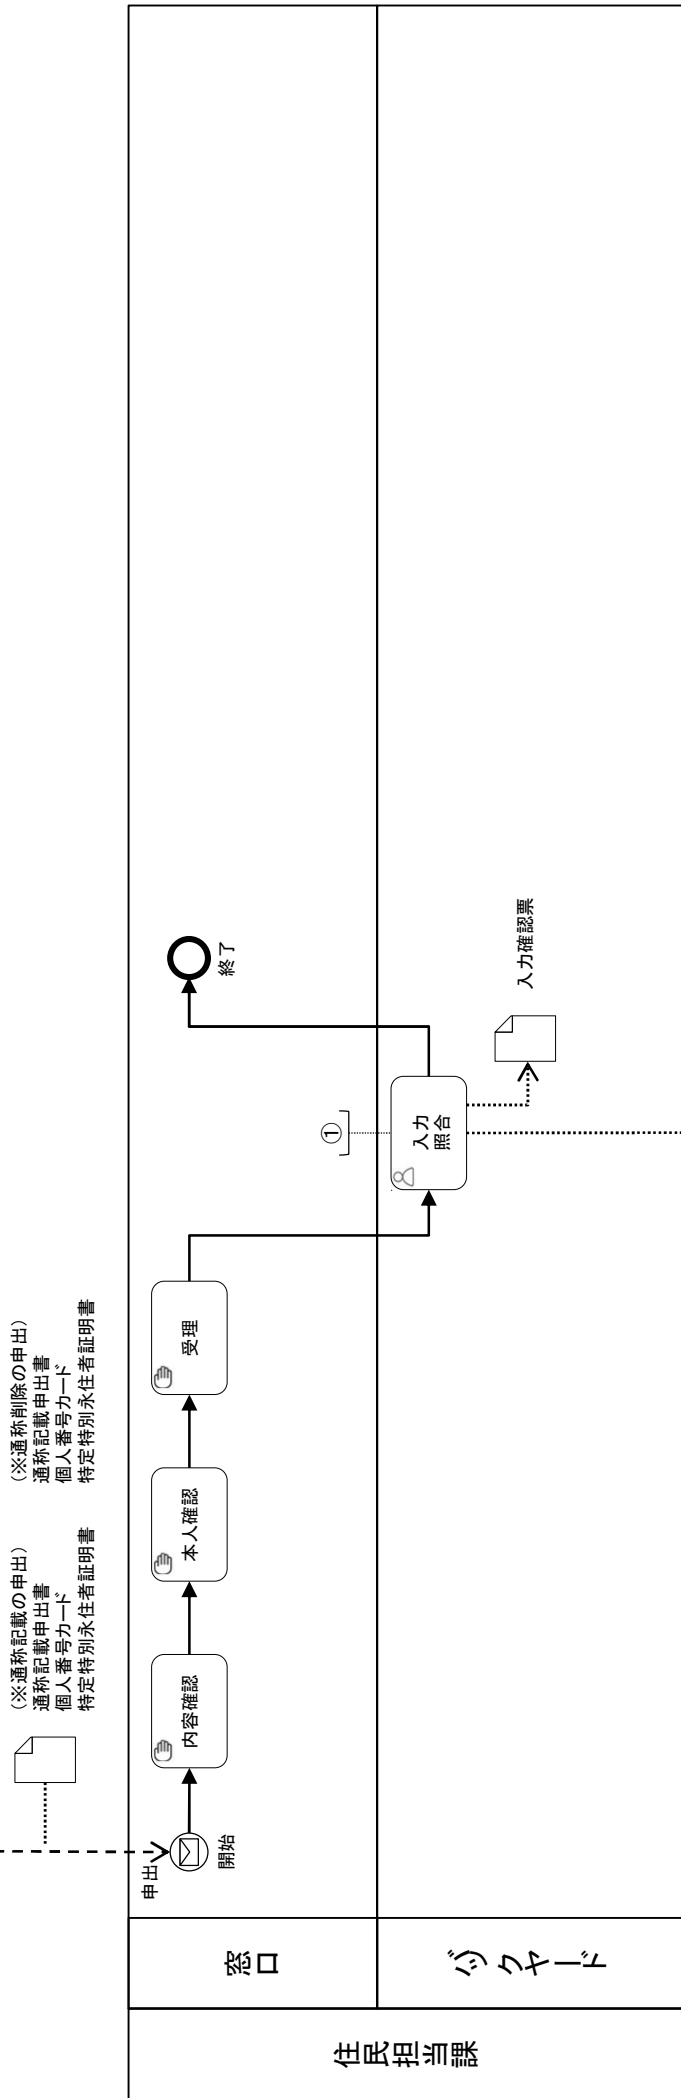 住民担当課
窓口
バックヤード
申出
開始
(※通称記載の申出)
通称記載申出書
個人番号カード
特定特別永住者証明書
(※通称削除の申出)
通称記載申出書
個人番号カード
特定特別永住者証明書
内容確認
本人確認
受理
①
入力
照合
入力確認票
終了